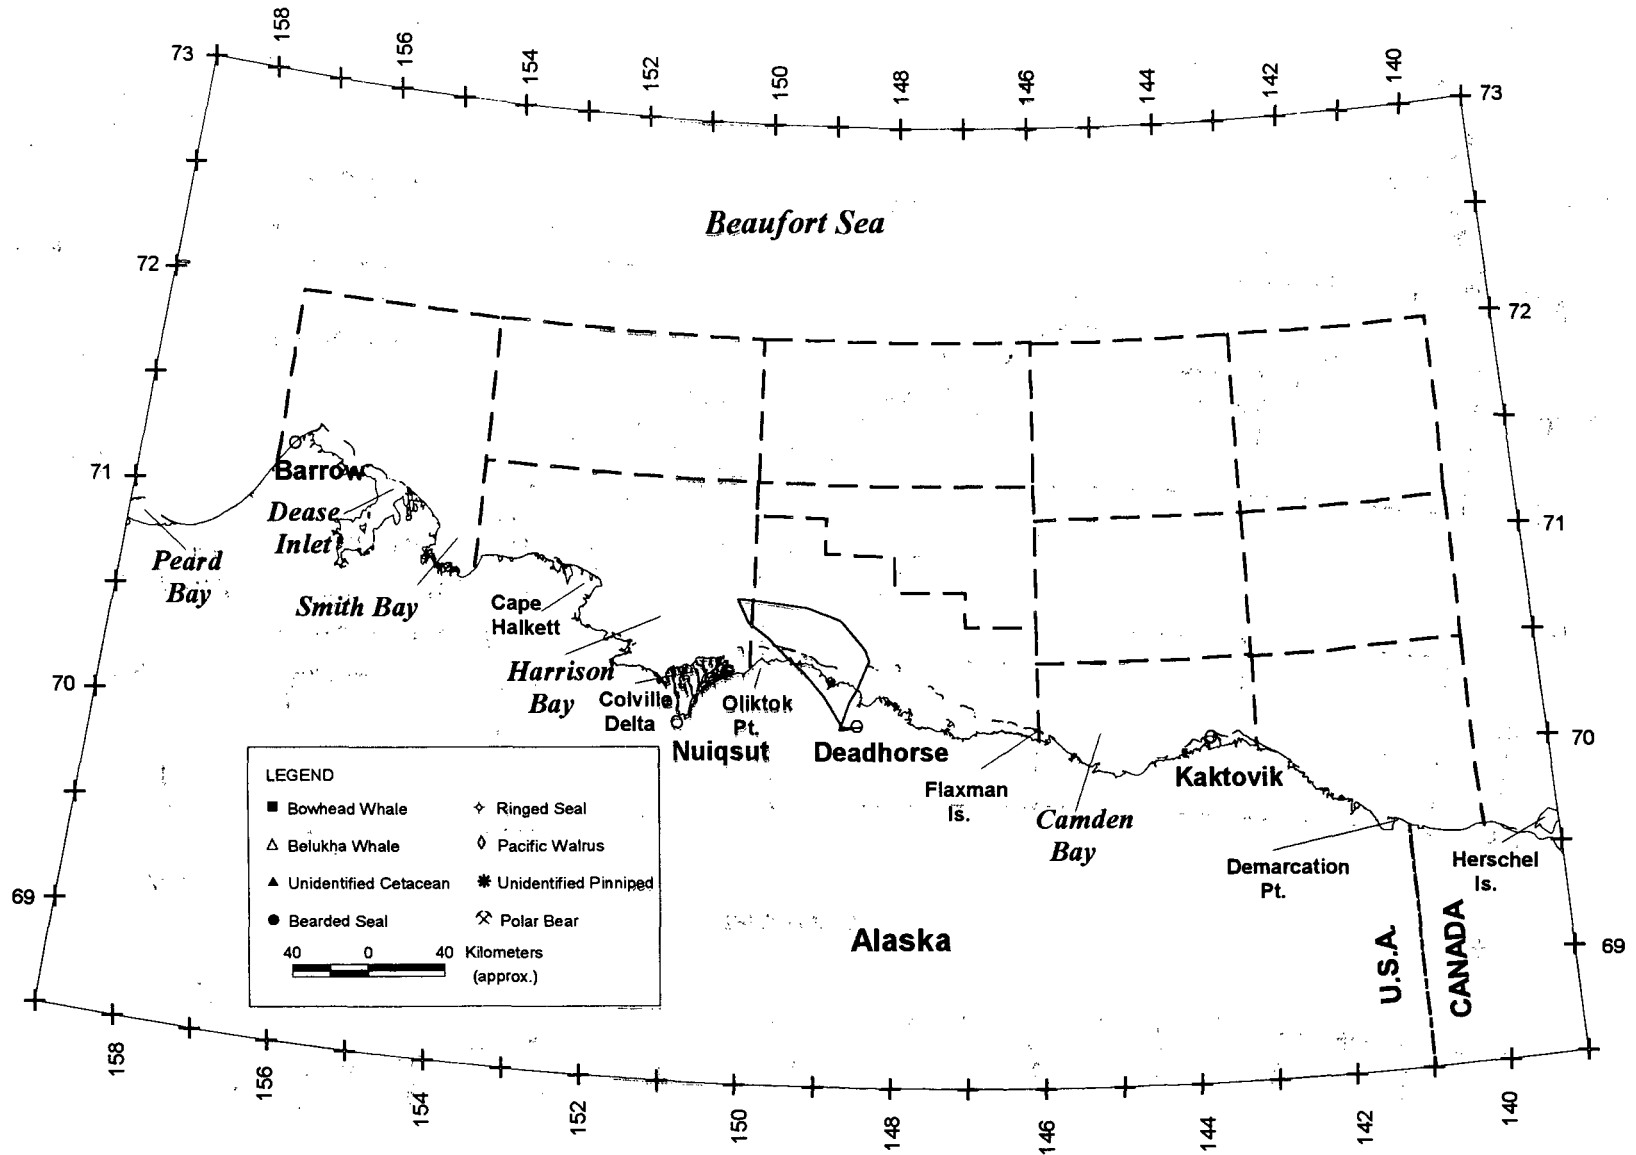 158
156
154
152
150
148
146
144
142
140
73
73
Beaufort Sea
72
72
71
71
Barrow
Dease
Inlet
Peard
Bay
Smith Bay
Cape
Halkett
Harrison
Bay
70
70
Colville
Delta
Oliktok
Pt.
Nuiqsut
Deadhorse
Flaxman
Is.
Kaktovik
Camden
Bay
Demarcation
Pt.
Herschel
Is.
LEGEND
Bowhead Whale
Ringed Seal
Belukha Whale
Pacific Walrus
Unidentified Cetacean
Unidentified Pinniped
Bearded Seal
Polar Bear
40 0 40 Kilometers
(approx.)
69
69
Alaska
U.S.A.
CANADA
158
156
154
152
150
148
146
144
142
140